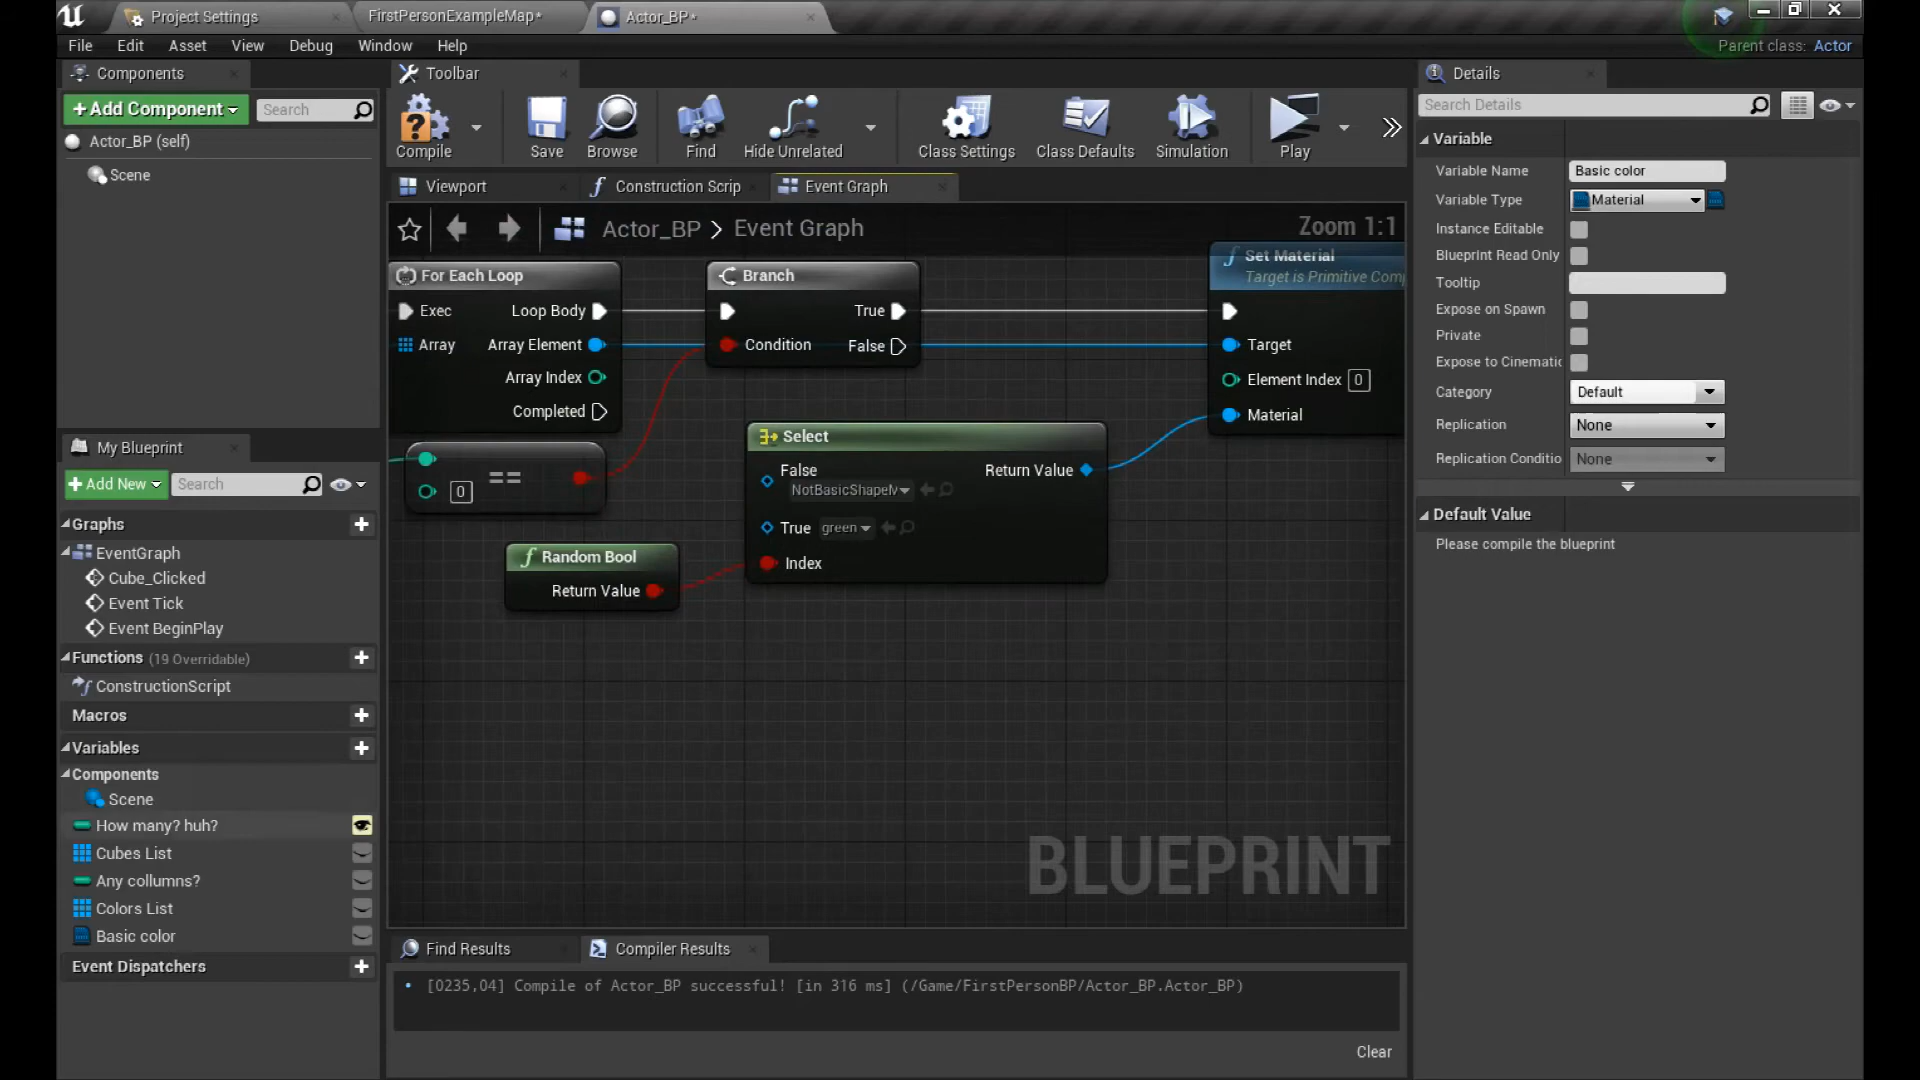 Project Settings
FirstPersonExampleMap*
Actor_BP*
File Edit Asset View Debug Window Help
Parent class: Actor
Components
Add Component
Search
Actor_BP (self)
Scene
Toolbar
Compile
Save
Browse
Find
Hide Unrelated
Class Settings
Class Defaults
Simulation
Play
Viewport
Construction Scrip
Event Graph
Actor_BP > Event Graph
Zoom 1:1
For Each Loop
Exec Loop Body
Array Array Element
Array Index
Completed
Branch
True
Condition False
Set Material
Target is Primitive Com
Target
Element Index 0
Material
==
0
Select
False Return Value
NotBasicShapeM
True green
Index
Random Bool
Return Value
BLUEPRINT
My Blueprint
Add New
Search
Graphs
EventGraph
Cube_Clicked
Event Tick
Event BeginPlay
Functions (19 Overridable)
ConstructionScript
Macros
Variables
Components
Scene
How many? huh?
Cubes List
Any collumns?
Colors List
Basic color
Event Dispatchers
Find Results
Compiler Results
[0235,04] Compile of Actor_BP successful! [in 316 ms] (/Game/FirstPersonBP/Actor_BP.Actor_BP)
Clear
Details
Search Details
Variable
Variable Name Basic color
Variable Type Material
Instance Editable
Blueprint Read Only
Tooltip
Expose on Spawn
Private
Expose to Cinematic
Category Default
Replication None
Replication Conditio None
Default Value
Please compile the blueprint